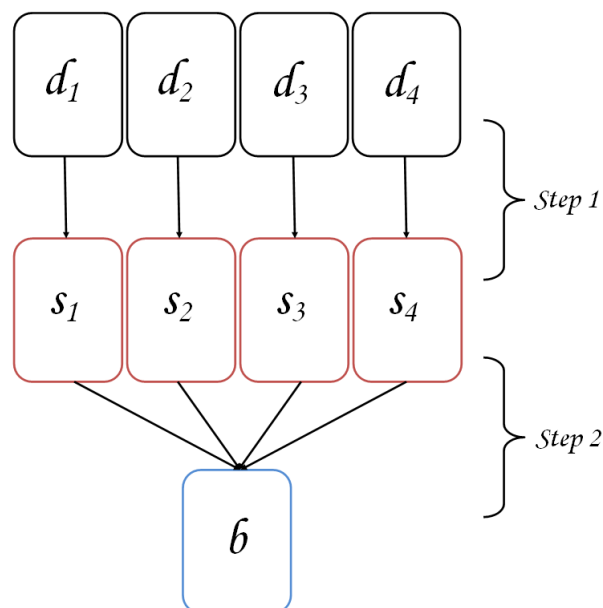 d₁ d₂ d₃ d₄
Step 1
s₁ s₂ s₃ s₄
Step 2
b